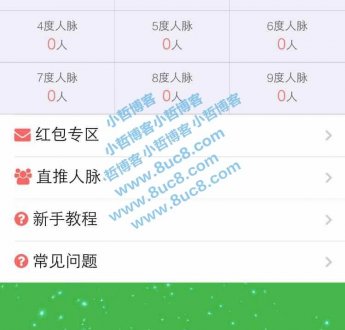 4度人脉 5度人脉 6度人脉
0人 0人 0人
7度人脉 8度人脉 9度人脉
0人 0人 0人
小哲博客小哲博客
小哲博客小哲博客小哲博客
www.8uc8.com
www.8uc8.com
www.8uc8.com
红包专区
直推人脉
新手教程
常见问题